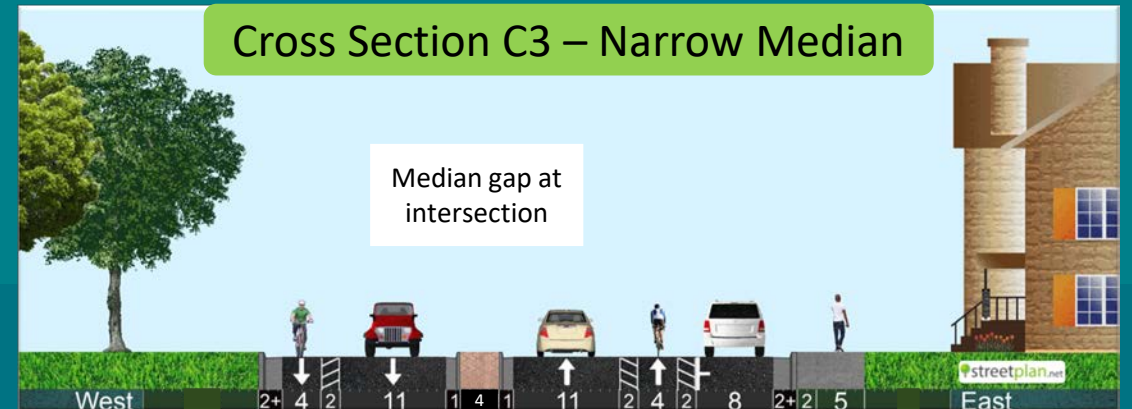 Cross Section C3 – Narrow Median
Median gap at
intersection
streetplan.net
West 2+ 4 2 11 1 4 1 11 2 4 2 8 2+ 2 5 East